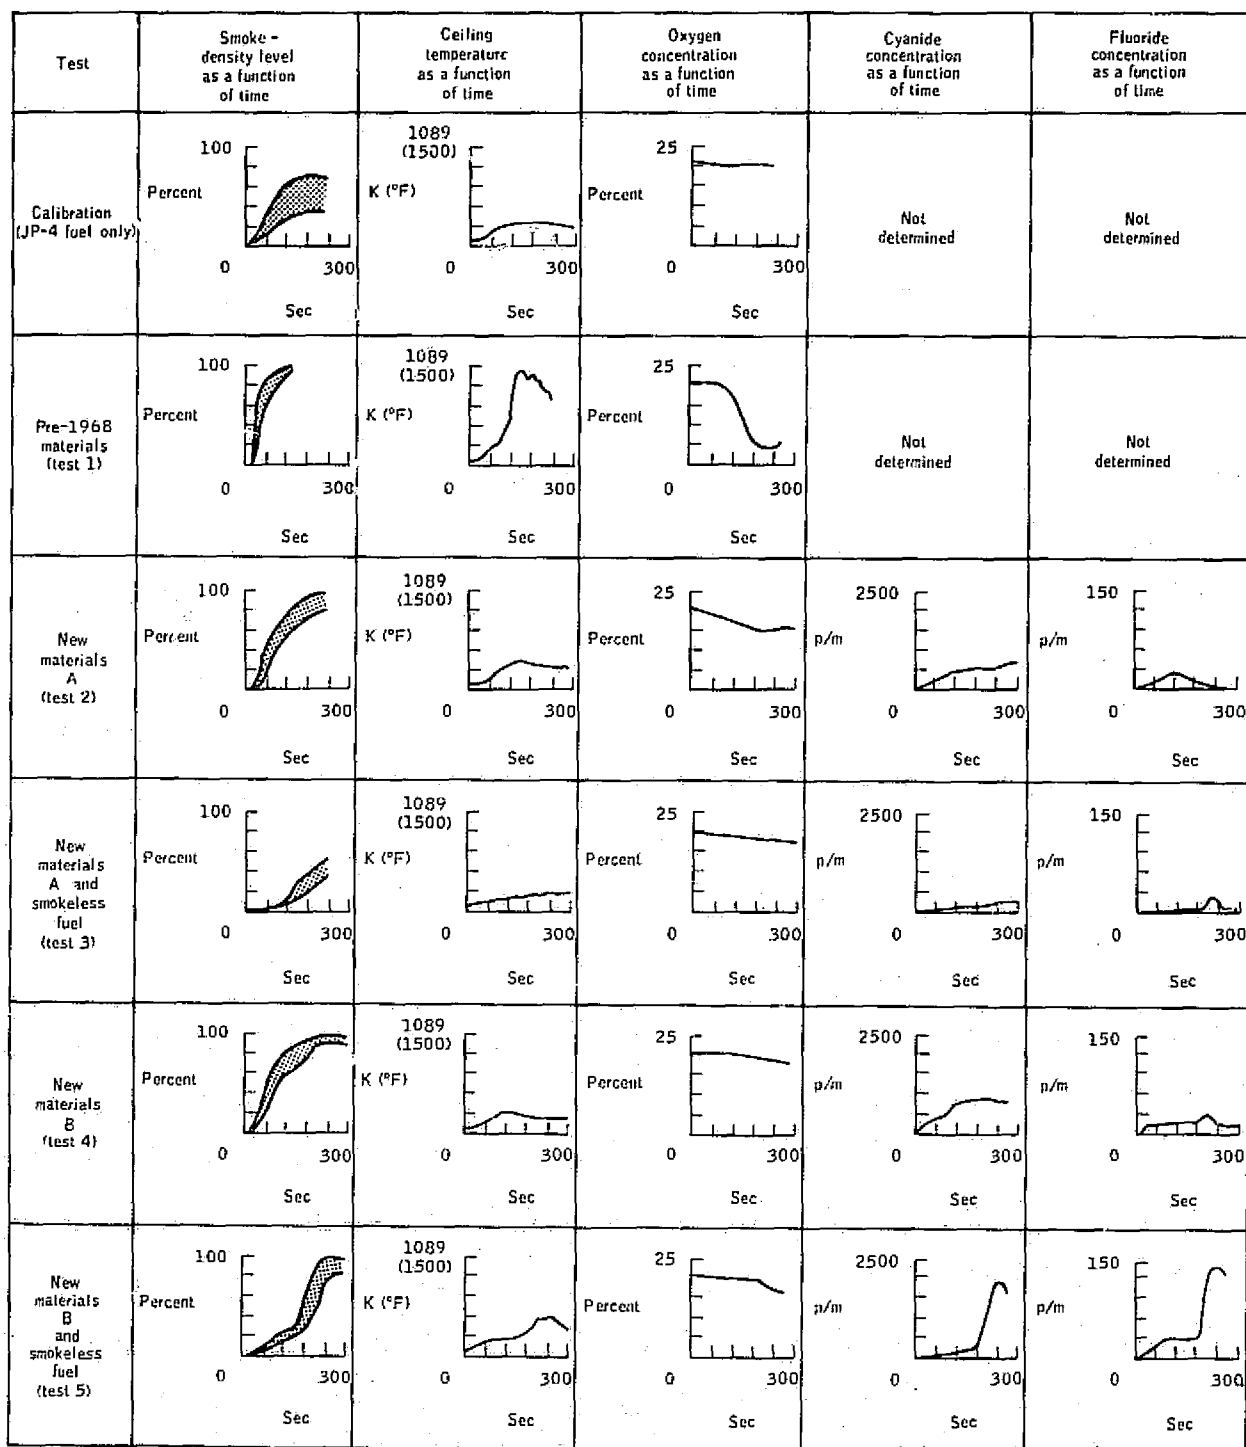 Test
Smoke -
density level
as a function
of time
Ceiling
temperature
as a function
of time
Oxygen
concentration
as a function
of time
Cyanide
concentration
as a function
of time
Fluoride
concentration
as a function
of time
Calibration
(JP-4 fuel only)
100
Percent
0 300
Sec
1089
(1500)
K (°F)
0 300
Sec
25
Percent
0 300
Sec
Not
determined
Not
determined
Pre-1968
materials
(test 1)
100
Percent
0 300
Sec
1089
(1500)
K (°F)
0 300
Sec
25
Percent
0 300
Sec
Not
determined
Not
determined
New
materials
A
(test 2)
100
Percent
0 300
Sec
1089
(1500)
K (°F)
0 300
Sec
25
Percent
0 300
Sec
2500
p/m
0 300
Sec
150
p/m
0 300
Sec
New
materials
A and
smokeless
fuel
(test 3)
100
Percent
0 300
Sec
1089
(1500)
K (°F)
0 300
Sec
25
Percent
0 300
Sec
2500
p/m
0 300
Sec
150
p/m
0 300
Sec
New
materials
B
(test 4)
100
Percent
0 300
Sec
1089
(1500)
K (°F)
0 300
Sec
25
Percent
0 300
Sec
2500
p/m
0 300
Sec
150
p/m
0 300
Sec
New
materials
B
and
smokeless
fuel
(test 5)
100
Percent
0 300
Sec
1089
(1500)
K (°F)
0 300
Sec
25
Percent
0 300
Sec
2500
p/m
0 300
Sec
150
p/m
0 300
Sec